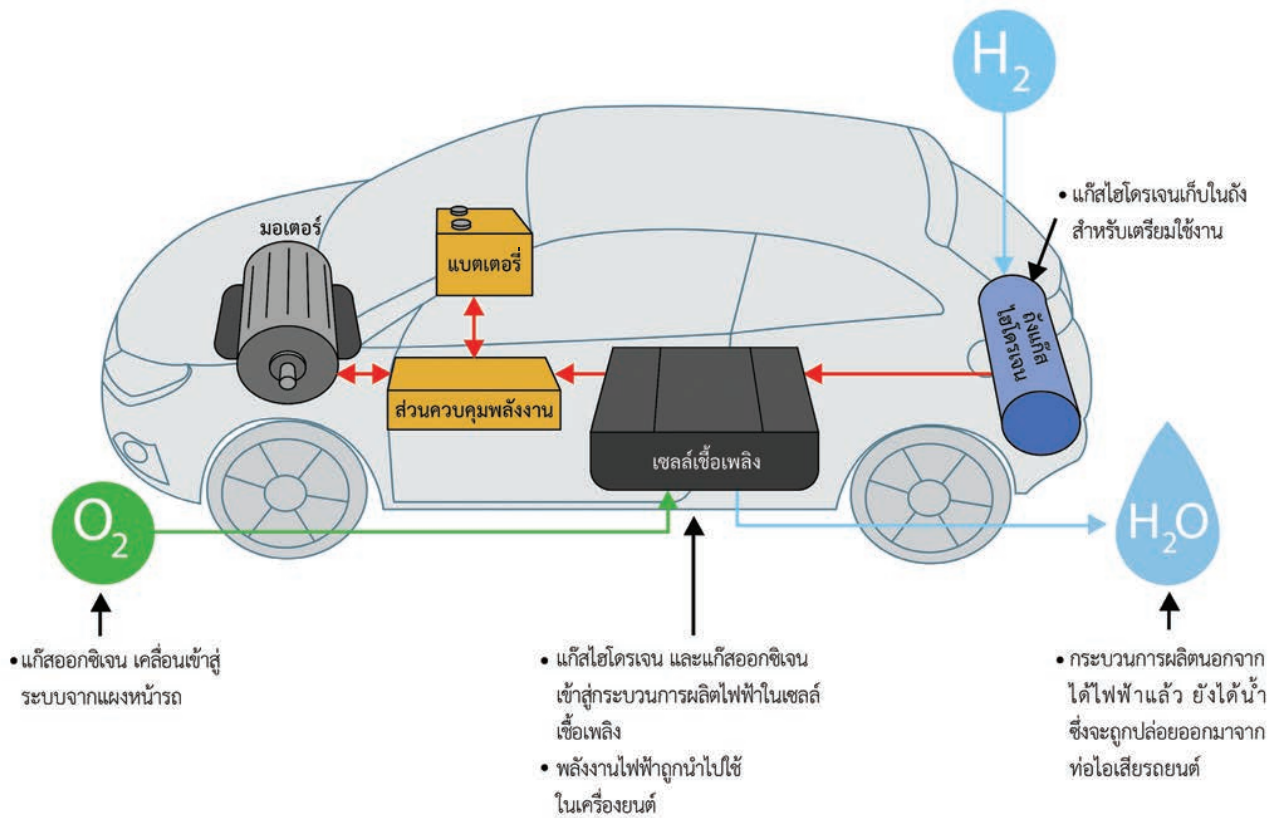 H₂
• แก๊สไฮโดรเจนเก็บในถัง
สำหรับเตรียมใช้งาน
มอเตอร์
แบตเตอรี่
ถังแก๊ส
ไฮโดรเจน
ส่วนควบคุมพลังงาน
เซลล์เชื้อเพลิง
O₂
H₂O
• แก๊สออกซิเจน เคลื่อนเข้าสู่
ระบบจากแผงหน้ารถ
• แก๊สไฮโดรเจน และแก๊สออกซิเจน
เข้าสู่กระบวนการผลิตไฟฟ้าในเซลล์
เชื้อเพลิง
• พลังงานไฟฟ้าถูกนำไปใช้
ในเครื่องยนต์
• กระบวนการผลิตนอกจาก
ได้ไฟฟ้าแล้ว ยังได้น้ำ
ซึ่งจะถูกปล่อยออกมาจาก
ท่อไอเสียรถยนต์